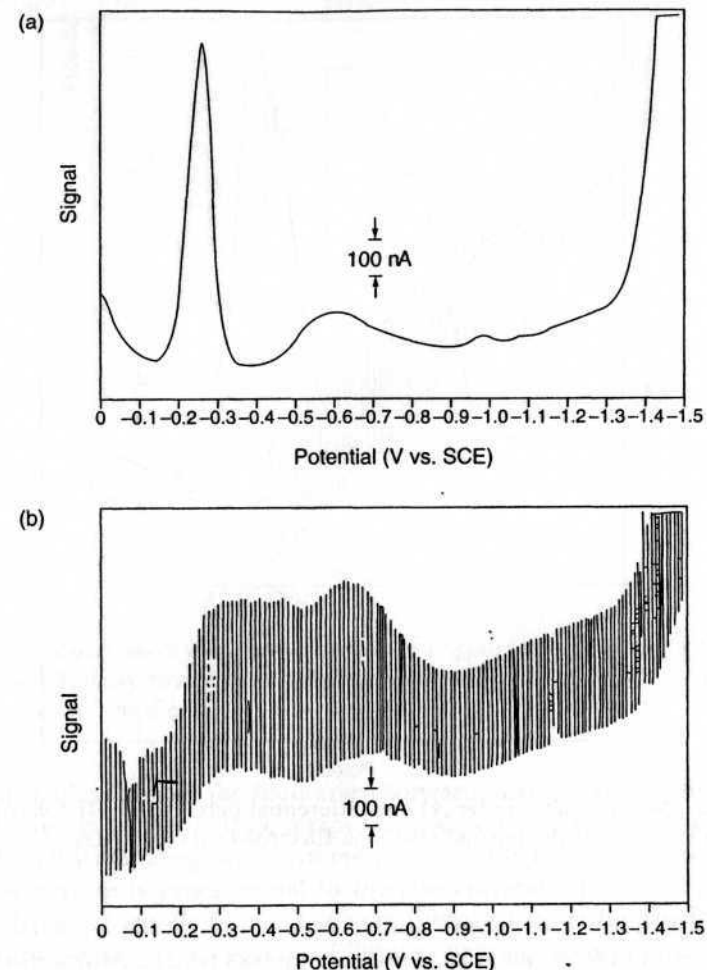 (a)
Signal
100 nA
0 –0.1 –0.2 –0.3 –0.4 –0.5 –0.6 –0.7 –0.8 –0.9 –1.0 –1.1 –1.2 –1.3 –1.4 –1.5
Potential (V vs. SCE)
(b)
Signal
100 nA
0 –0.1 –0.2 –0.3 –0.4 –0.5 –0.6 –0.7 –0.8 –0.9 –1.0 –1.1 –1.2 –1.3 –1.4 –1.5
Potential (V vs. SCE)